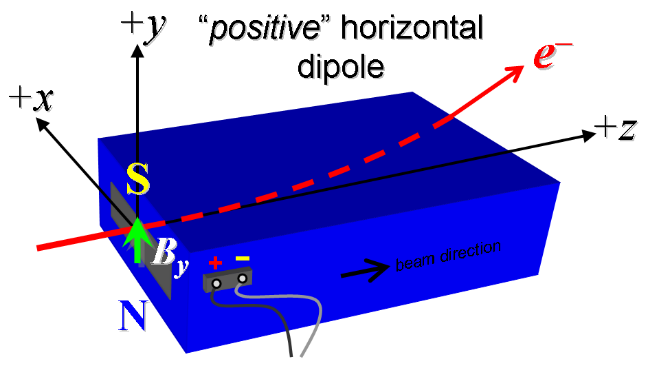 +y
“positive” horizontal
dipole
e⁻
+x
+z
S
B_y
+ −
beam direction
N